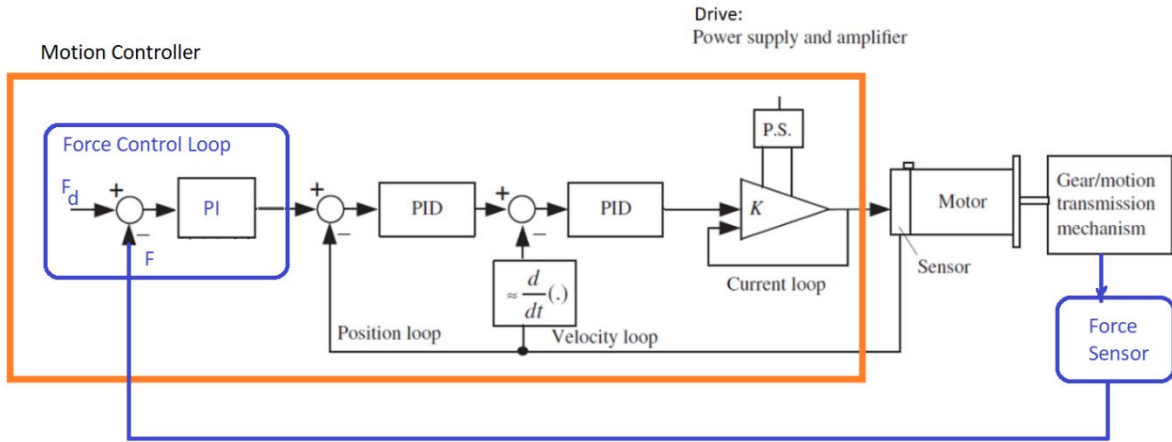 Drive:
Power supply and amplifier
Motion Controller
P.S.
Force Control Loop
F_d
+
−
PI
F
+
−
PID
+
−
PID
K
Motor
Gear/motion
transmission
mechanism
Sensor
Current loop
≈ d/dt (.)
Position loop
Velocity loop
Force
Sensor